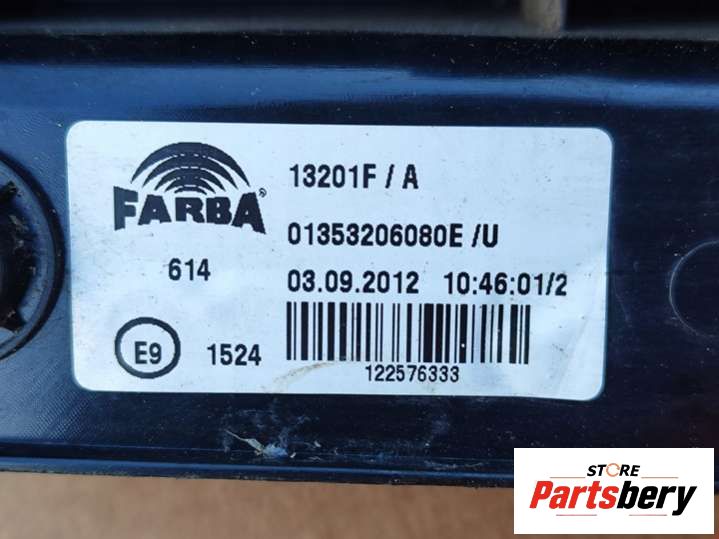 FARBA®
13201F / A
01353206080E /U
614
03.09.2012 10:46:01/2
E9
1524
122576333
STORE
Partsbery